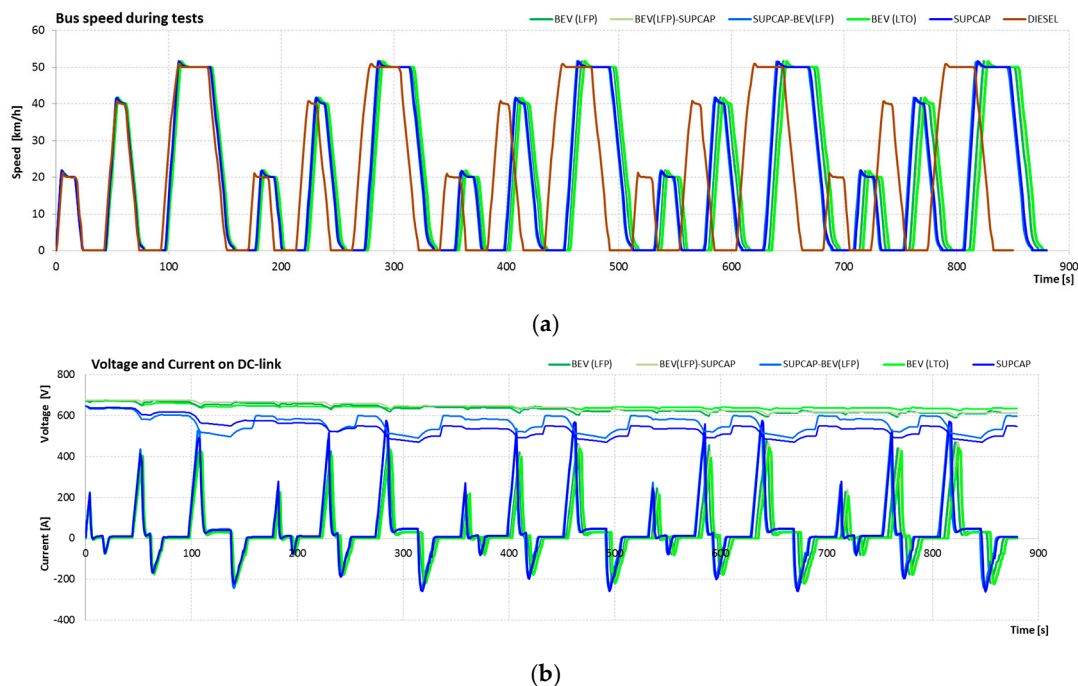 Bus speed during tests
BEV (LFP) BEV(LFP)-SUPCAP SUPCAP-BEV(LFP) BEV (LTO) SUPCAP DIESEL
60
50
40
30
20
10
0
Speed [km/h]
0 100 200 300 400 500 600 700 800 900
Time [s]
(a)
Voltage and Current on DC-link
BEV (LFP) BEV(LFP)-SUPCAP SUPCAP-BEV(LFP) BEV (LTO) SUPCAP
800
600
400
200
0
-200
-400
Voltage [V]
Current [A]
0 100 200 300 400 500 600 700 800 900
Time [s]
(b)